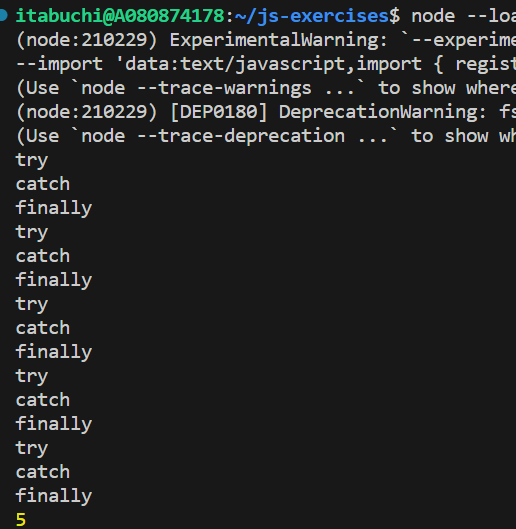 itabuchi@A080874178:~/js-exercises$ node --loa
(node:210229) ExperimentalWarning: `--experime
--import 'data:text/javascript,import { regist
(Use `node --trace-warnings ...` to show where
(node:210229) [DEP0180] DeprecationWarning: fs
(Use `node --trace-deprecation ...` to show wh
try
catch
finally
try
catch
finally
try
catch
finally
try
catch
finally
try
catch
finally
5